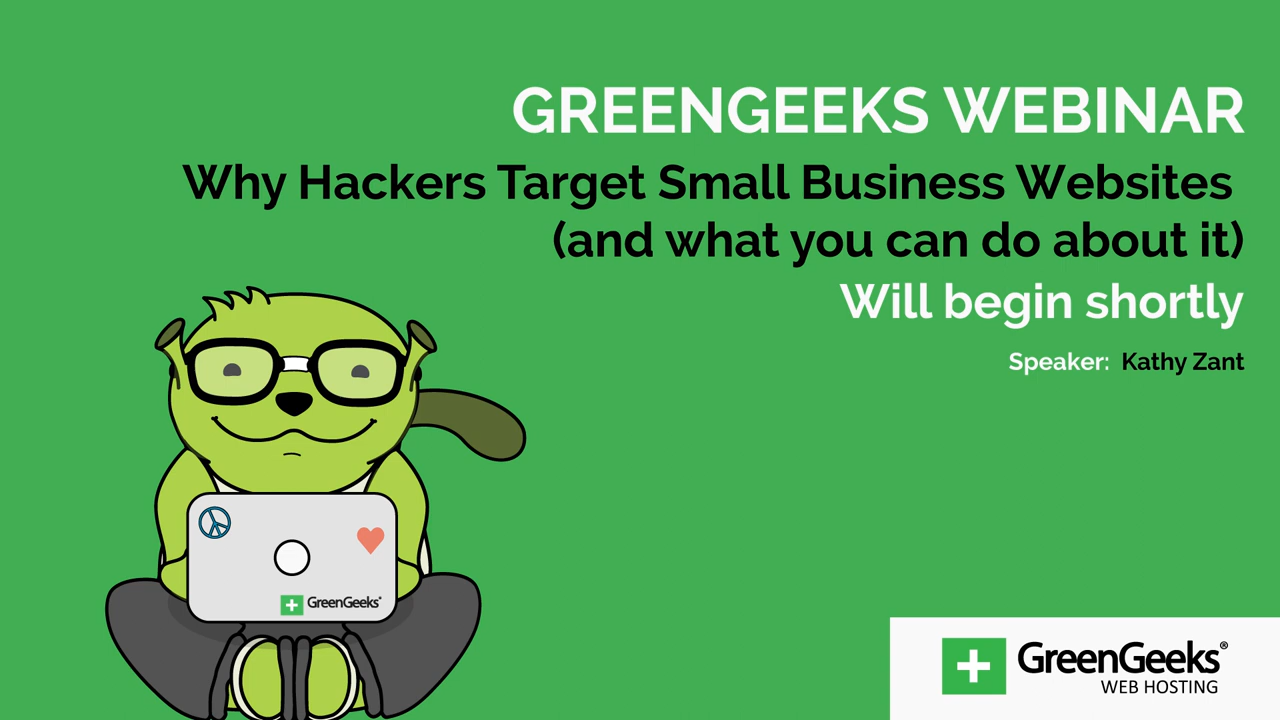 GREENGEEKS WEBINAR
Why Hackers Target Small Business Websites
(and what you can do about it)
Will begin shortly
Speaker: Kathy Zant
GreenGeeks®
GreenGeeks®
WEB HOSTING